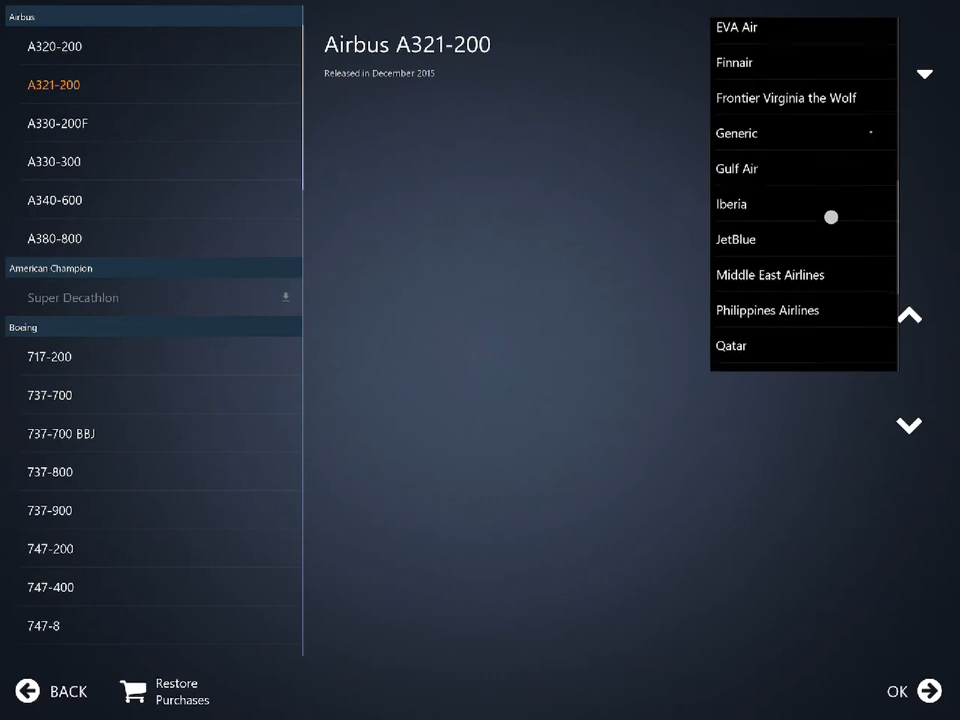 Airbus
A320-200
A321-200
A330-200F
A330-300
A340-600
A380-800
American Champion
Super Decathlon
Boeing
717-200
737-700
737-700 BBJ
737-800
737-900
747-200
747-400
747-8
Airbus A321-200
Released in December 2015
EVA Air
Finnair
Frontier Virginia the Wolf
Generic
Gulf Air
Iberia
JetBlue
Middle East Airlines
Philippines Airlines
Qatar
BACK
Restore
Purchases
OK